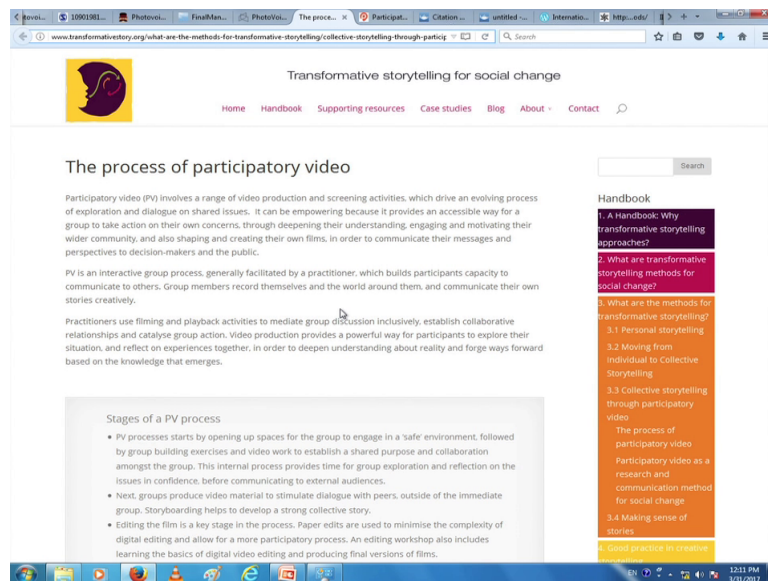 tovoi...
10901981...
Photovoi...
FinalMan...
PhotoVoi...
The proce... ×
Participat...
Citation ...
untitled -...
Internatio...
http:...ods/
www.transformativestory.org/what-are-the-methods-for-transformative-storytelling/collective-storytelling-through-particip
Search
Transformative storytelling for social change
Home Handbook Supporting resources Case studies Blog About Contact
The process of participatory video
Participatory video (PV) involves a range of video production and screening activities, which drive an evolving process
of exploration and dialogue on shared issues. It can be empowering because it provides an accessible way for a
group to take action on their own concerns, through deepening their understanding, engaging and motivating their
wider community, and also shaping and creating their own films, in order to communicate their messages and
perspectives to decision-makers and the public.
PV is an interactive group process, generally facilitated by a practitioner, which builds participants capacity to
communicate to others. Group members record themselves and the world around them, and communicate their own
stories creatively.
Practitioners use filming and playback activities to mediate group discussion inclusively, establish collaborative
relationships and catalyse group action. Video production provides a powerful way for participants to explore their
situation, and reflect on experiences together, in order to deepen understanding about reality and forge ways forward
based on the knowledge that emerges.
Stages of a PV process
• PV processes starts by opening up spaces for the group to engage in a 'safe' environment, followed
by group building exercises and video work to establish a shared purpose and collaboration
amongst the group. This internal process provides time for group exploration and reflection on the
issues in confidence, before communicating to external audiences.
• Next, groups produce video material to stimulate dialogue with peers, outside of the immediate
group. Storyboarding helps to develop a strong collective story.
• Editing the film is a key stage in the process. Paper edits are used to minimise the complexity of
digital editing and allow for a more participatory process. An editing workshop also includes
learning the basics of digital video editing and producing final versions of films.
Search
Handbook
1. A Handbook: Why
transformative storytelling
approaches?
2. What are transformative
storytelling methods for
social change?
3. What are the methods for
transformative storytelling?
3.1 Personal storytelling
3.2 Moving from
Individual to Collective
Storytelling
3.3 Collective storytelling
through participatory
video
The process of
participatory video
Participatory video as a
research and
communication method
for social change
3.4 Making sense of
stories
4. Good practice in creative
storytelling
EN
12:11 PM
3/31/2017